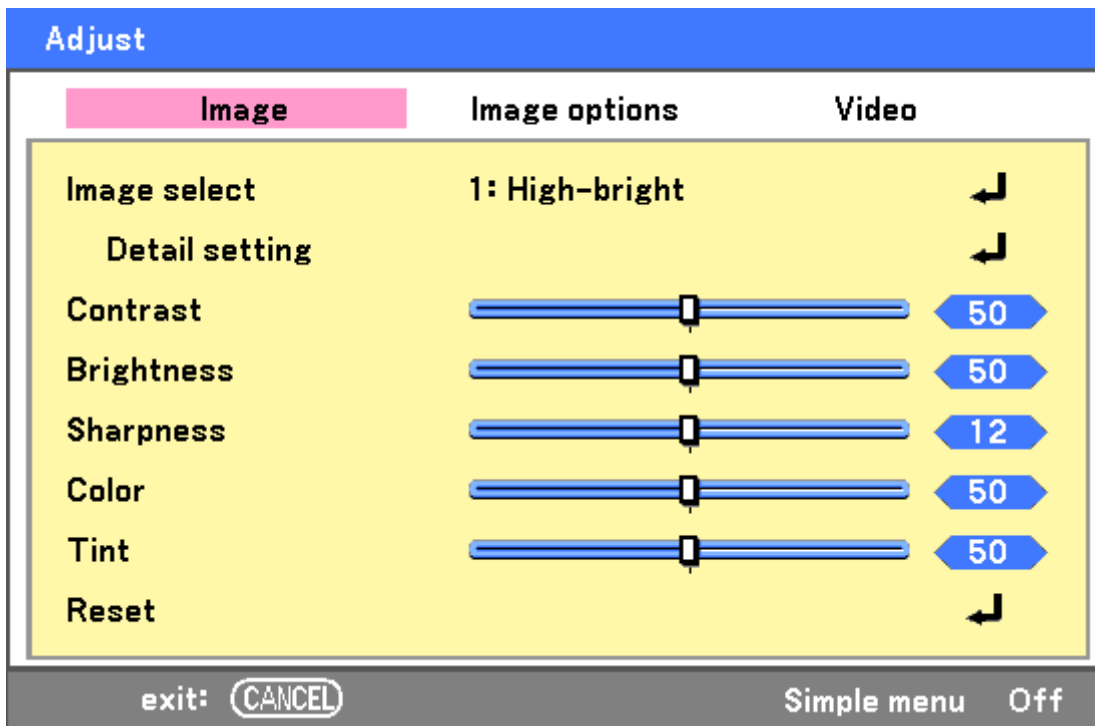 Adjust
Image Image options Video
Image select 1: High-bright
Detail setting
Contrast 50
Brightness 50
Sharpness 12
Color 50
Tint 50
Reset
exit: CANCEL Simple menu Off